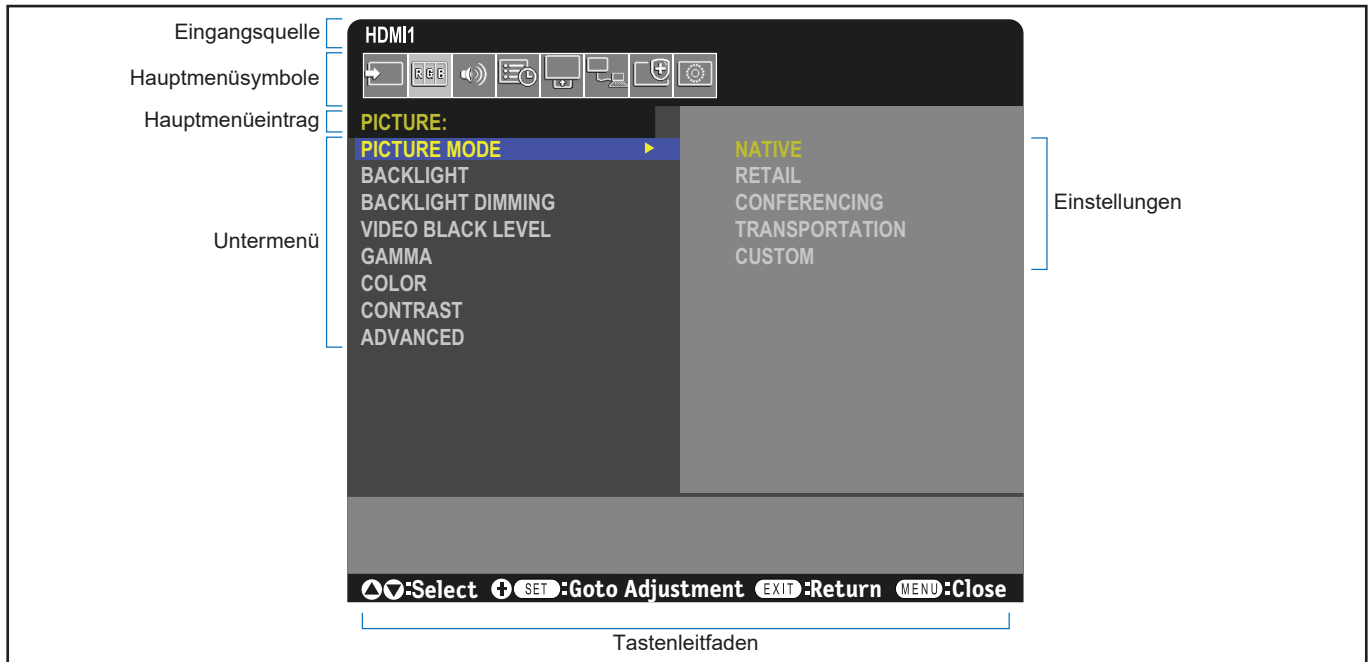 Eingangsquelle
HDMI1
Hauptmenüsymbole
RGB
Hauptmenüeintrag
PICTURE:
Untermenü
PICTURE MODE
BACKLIGHT
BACKLIGHT DIMMING
VIDEO BLACK LEVEL
GAMMA
COLOR
CONTRAST
ADVANCED
NATIVE
RETAIL
CONFERENCING
TRANSPORTATION
CUSTOM
Einstellungen
:Select SET:Goto Adjustment EXIT:Return MENU:Close
Tastenleitfaden